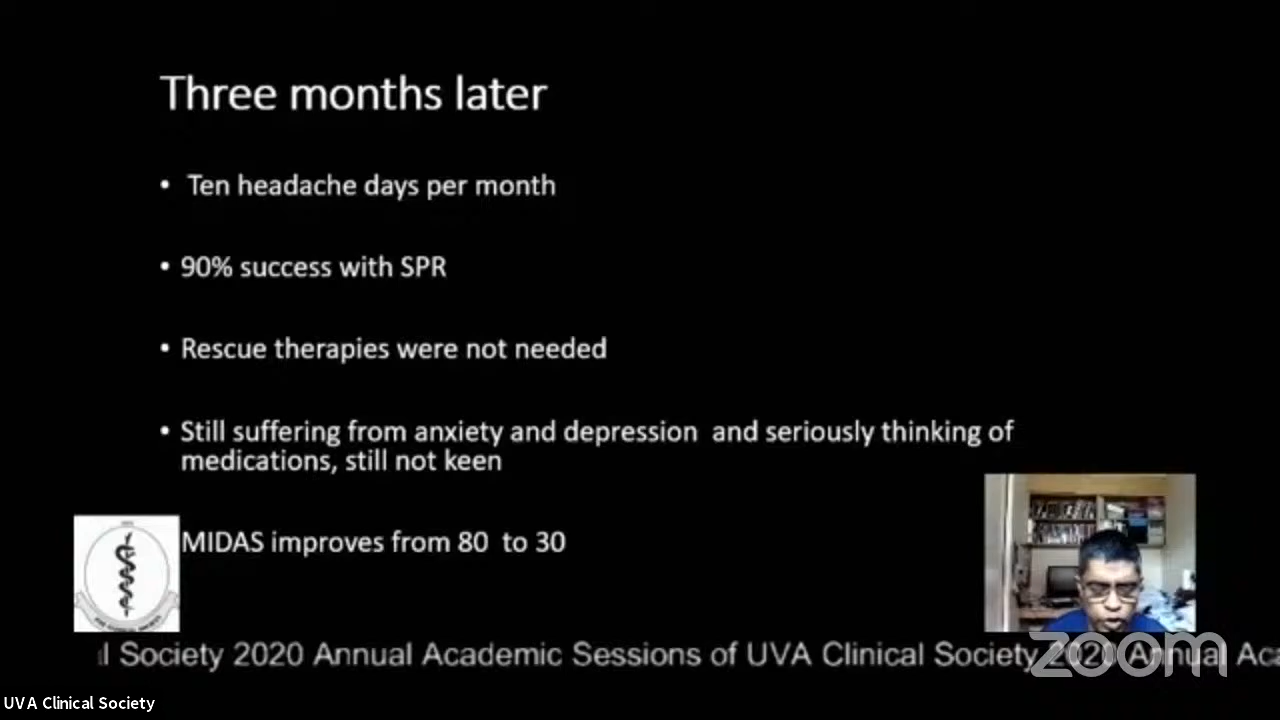 Three months later
• Ten headache days per month
• 90% success with SPR
• Rescue therapies were not needed
• Still suffering from anxiety and depression and seriously thinking of
medications, still not keen
MIDAS improves from 80 to 30
l Society 2020 Annual Academic Sessions of UVA Clinical Society 2020 Annual Aca
zoom
UVA Clinical Society